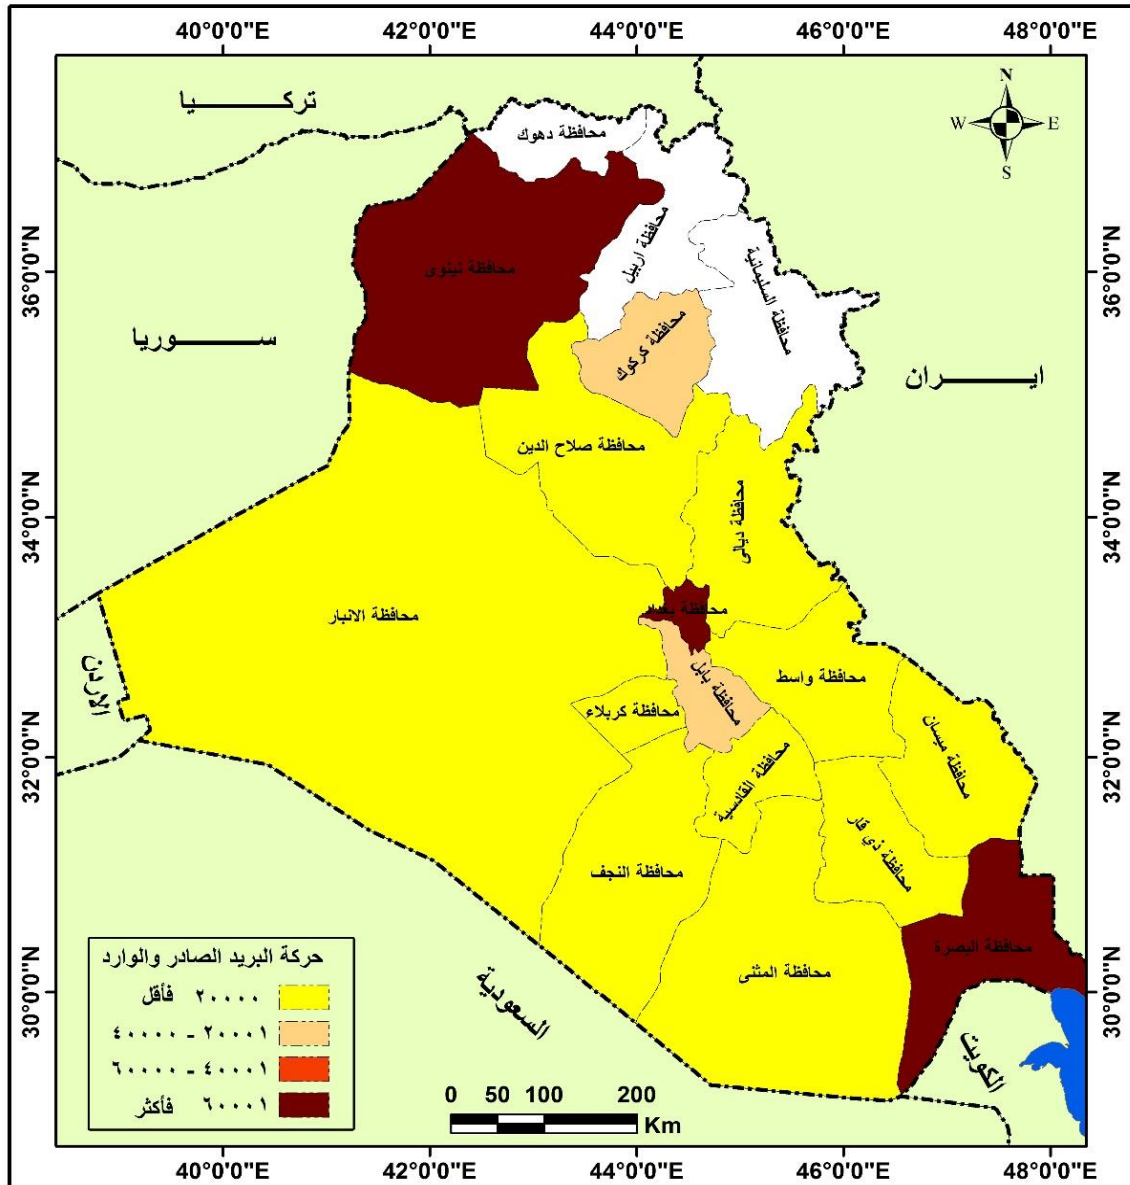 40°0'0"E 42°0'0"E 44°0'0"E 46°0'0"E 48°0'0"E
N
W E
S
تركـــــــيا
ســـــوريا
ايـــــران
الاردن
السعودية
الكويت
36°0'0"N
34°0'0"N
32°0'0"N
30°0'0"N
36°0'0"N
34°0'0"N
32°0'0"N
30°0'0"N
محافظة دهوك
محافظة نينوى
محافظة اربيل
محافظة السليمانية
محافظة كركوك
محافظة صلاح الدين
محافظة ديالى
محافظة الانبار
محافظة بغداد
محافظة واسط
محافظة بابل
محافظة كربلاء
محافظة ميسان
محافظة القادسية
محافظة ذي قار
محافظة النجف
محافظة المثنى
محافظة البصرة
حركة البريد الصادر والوارد
٢٠٠٠٠ فأقل
٢٠٠٠١ - ٤٠٠٠٠
٤٠٠٠١ - ٦٠٠٠٠
٦٠٠٠١ فأكثر
0 50 100 200
Km
40°0'0"E 42°0'0"E 44°0'0"E 46°0'0"E 48°0'0"E